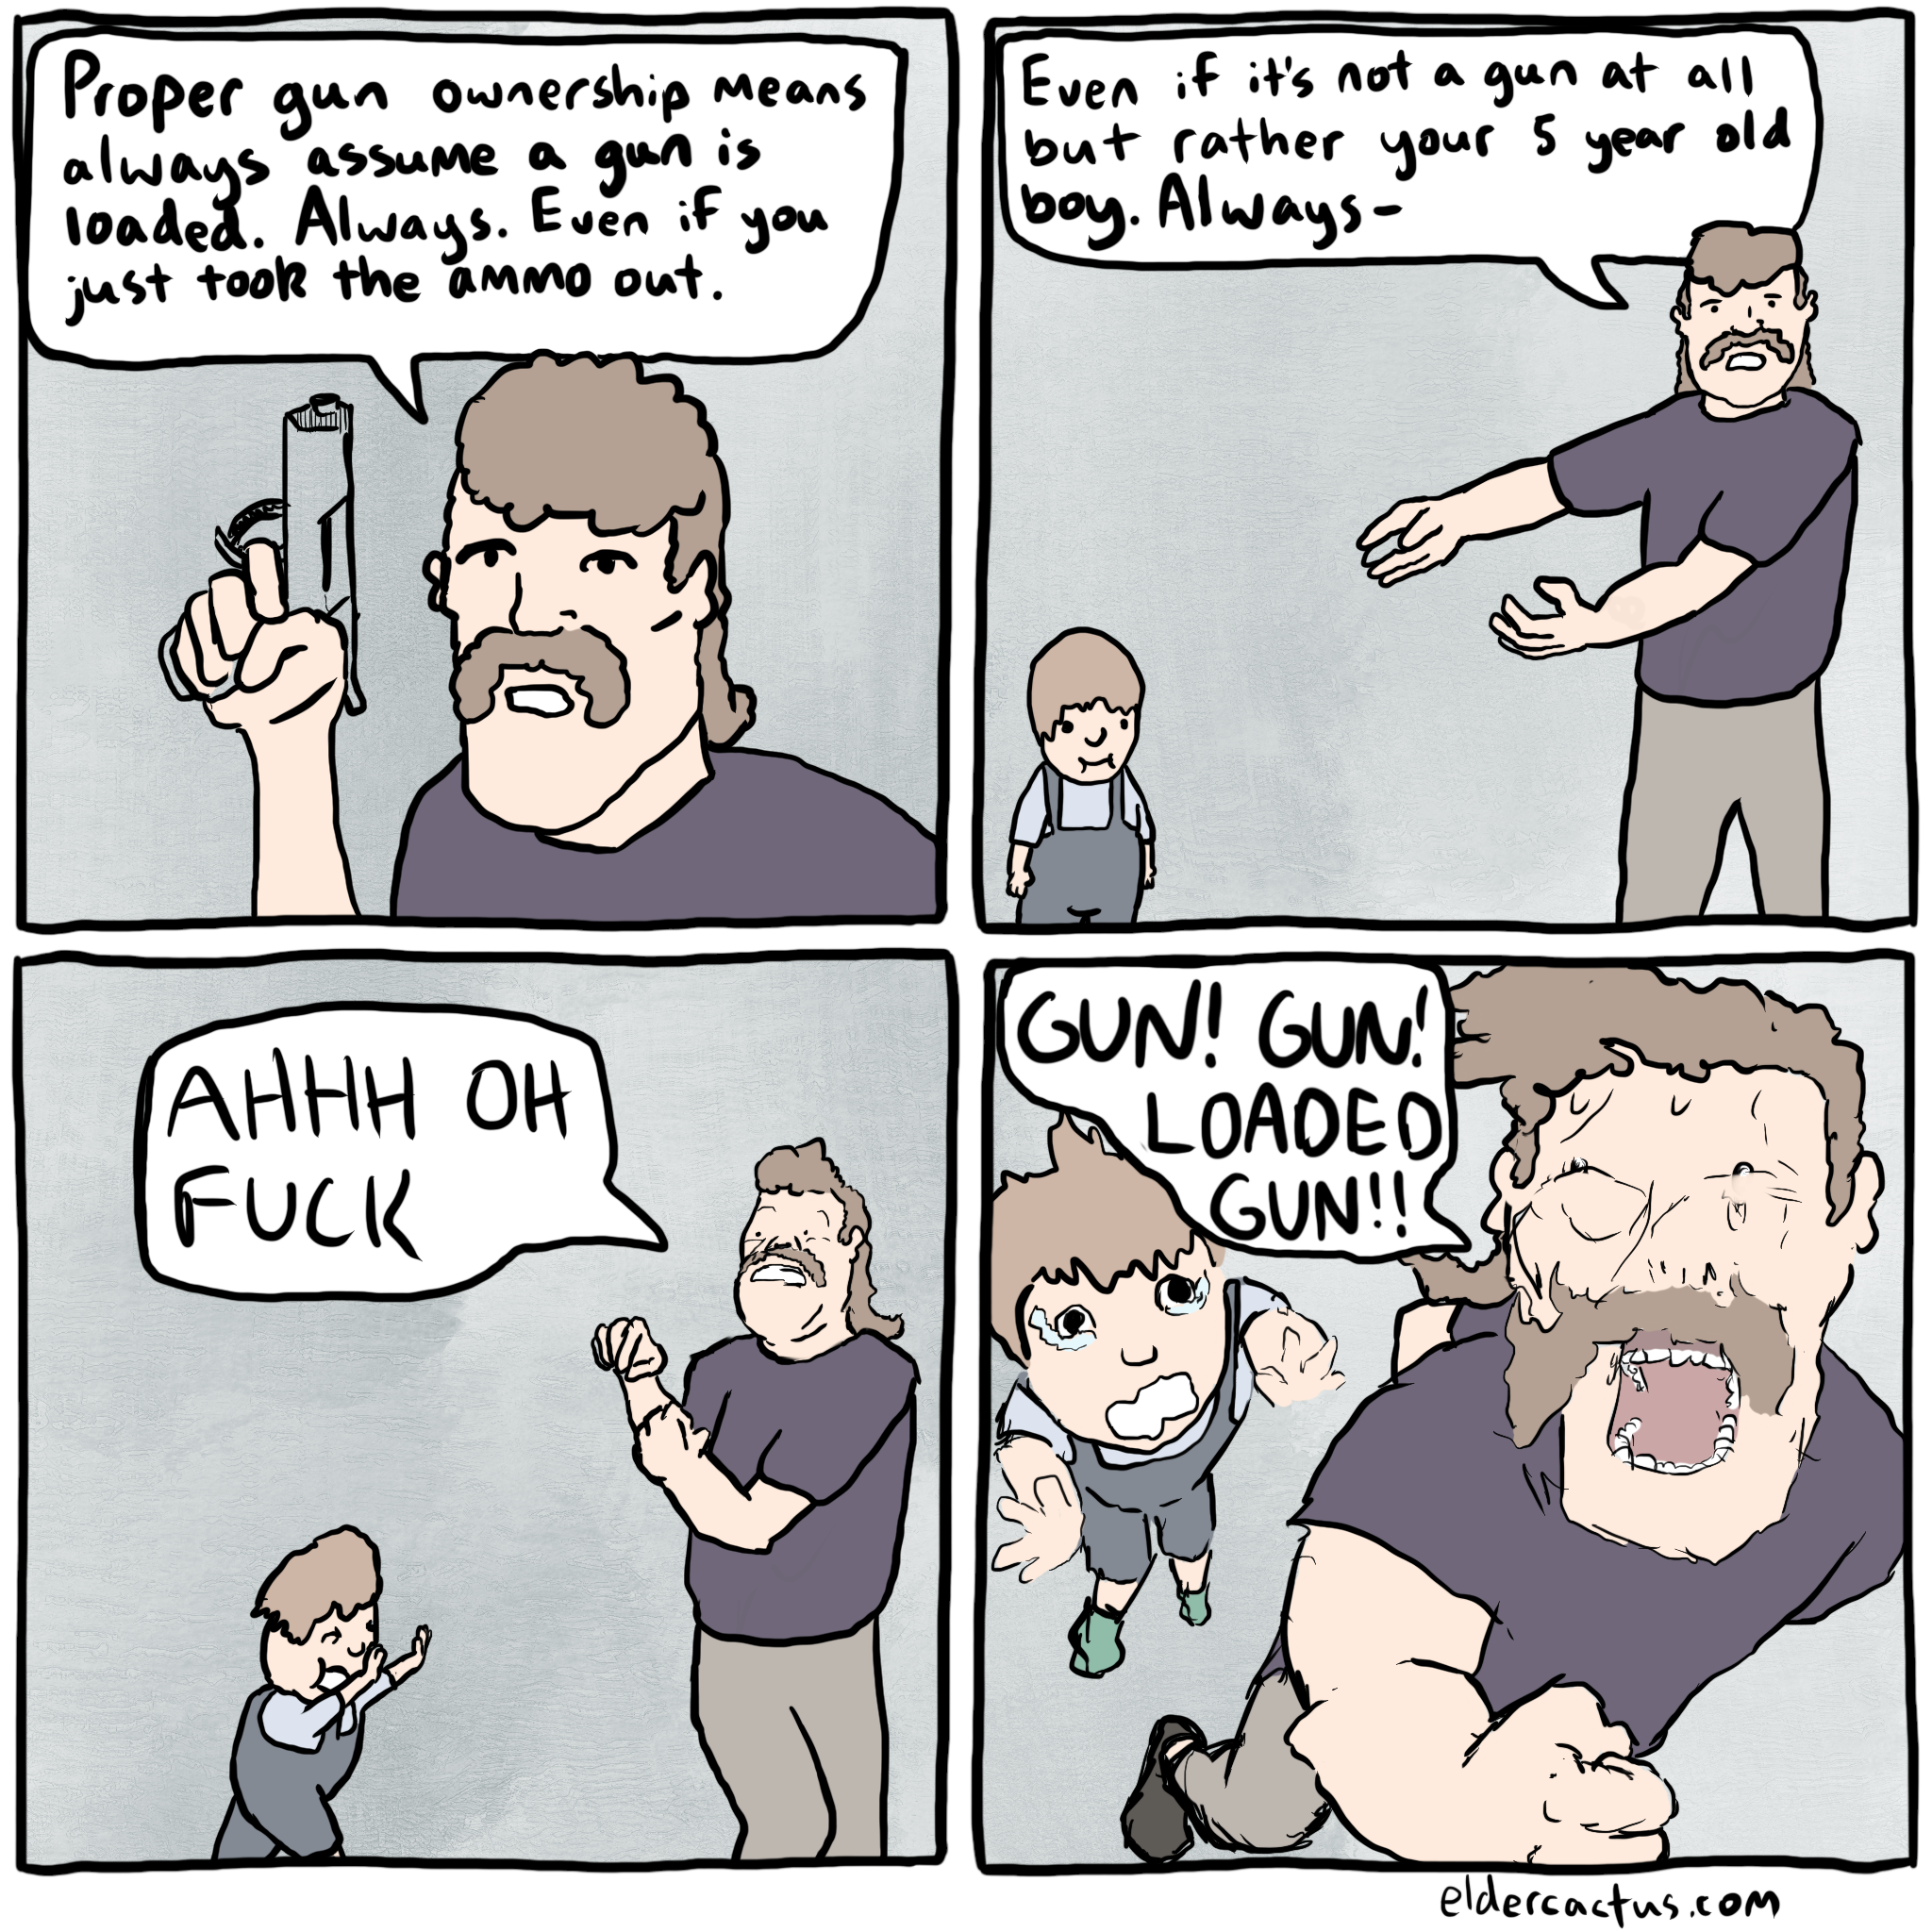 Proper gun ownership means
always assume a gun is
loaded. Always. Even if you
just took the ammo out.
Even if it's not a gun at all
but rather your 5 year old
boy. Always-
AHHH OH
FUCK
GUN! GUN!
LOADED
GUN!!
eldercactus.com